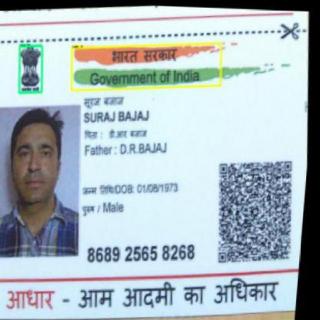 भारत सरकार
Government of India
सूरज बजाज
SURAJ BAJAJ
पिता : डी.आर बजाज
Father : D.R.BAJAJ
जन्म तिथि/DOB: 01/08/1973
पुरुष / Male
8689 2565 8268
आधार - आम आदमी का अधिकार